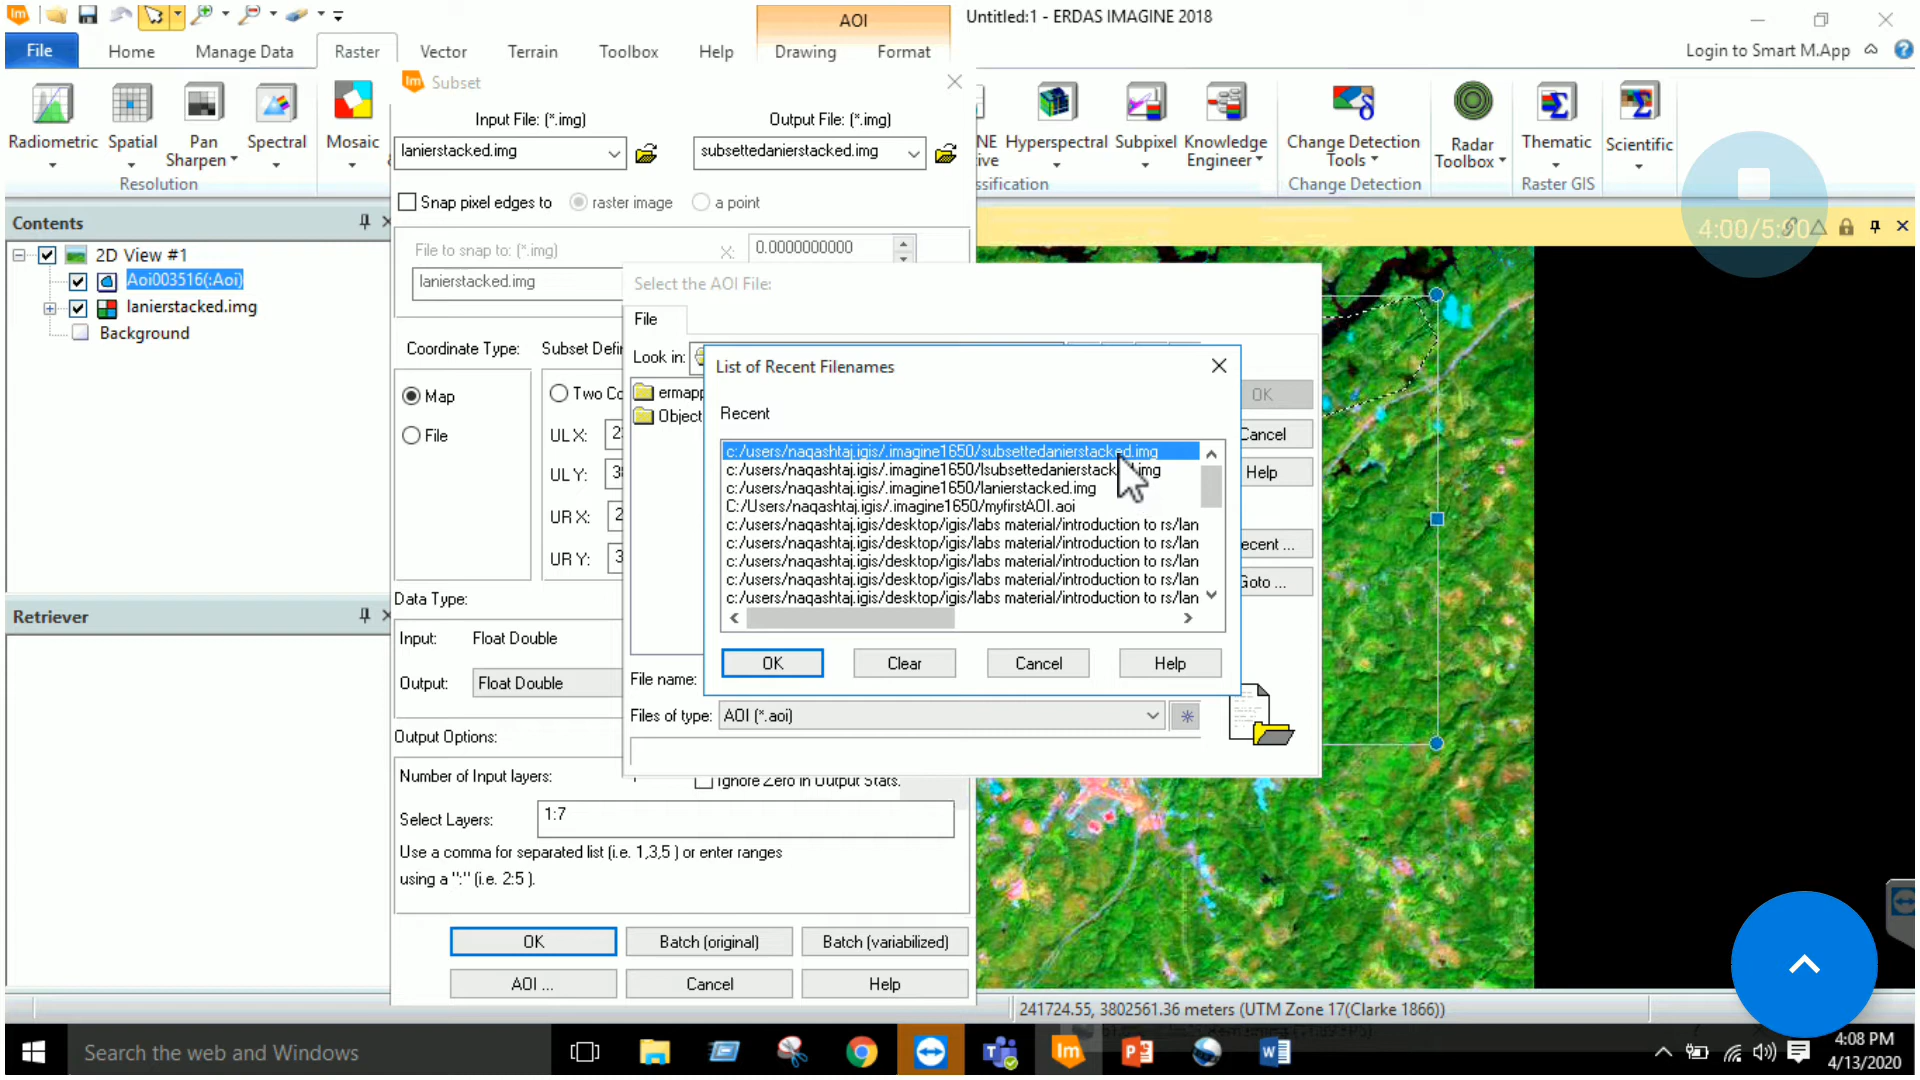 AOI
Untitled:1 - ERDAS IMAGINE 2018
File
Home
Manage Data
Raster
Vector
Terrain
Toolbox
Help
Drawing
Format
Login to Smart M.App
Im Subset
Radiometric
Spatial
Pan
Sharpen
Spectral
Mosaic
Resolution
Input File: (*.img)
Output File: (*.img)
lanierstacked.img
subsettedanierstacked.img
Hyperspectral
Subpixel
Knowledge
Engineer
Change Detection
Tools
Change Detection
Radar
Toolbox
Thematic
Raster GIS
Scientific
Snap pixel edges to
raster image
a point
4:00/5:00
Contents
2D View #1
Aoi003516(:Aoi)
lanierstacked.img
Background
File to snap to: (*.img)
X:
0.0000000000
lanierstacked.img
Select the AOI File:
File
Look in:
Coordinate Type:
Map
File
UL X:
UL Y:
UR X:
UR Y:
List of Recent Filenames
Recent
c:/users/naqashtaj.igis/.imagine1650/subsettedanierstacked.img
c:/users/naqashtaj.igis/.imagine1650/lanierstacked.img
C:/Users/naqashtaj.igis/.imagine1650/myfirstAOI.aoi
c:/users/naqashtaj.igis/desktop/igis/labs material/introduction to rs/lan
c:/users/naqashtaj.igis/desktop/igis/labs material/introduction to rs/lan
c:/users/naqashtaj.igis/desktop/igis/labs material/introduction to rs/lan
c:/users/naqashtaj.igis/desktop/igis/labs material/introduction to rs/lan
c:/users/naqashtaj.igis/desktop/igis/labs material/introduction to rs/lan
OK
Clear
Cancel
Help
OK
Cancel
Help
Goto ...
Retriever
Data Type:
Input:
Float Double
Output:
Float Double
File name:
Files of type:
AOI (*.aoi)
Output Options:
Number of Input layers:
Ignore Zero in Output Stats.
Select Layers:
1:7
Use a comma for separated list (i.e. 1,3,5 ) or enter ranges
using a ":" (i.e. 2:5 ).
OK
Batch (original)
Batch (variabilized)
AOI ...
Cancel
Help
241724.55, 3802561.36 meters (UTM Zone 17(Clarke 1866))
Search the web and Windows
4:08 PM
4/13/2020